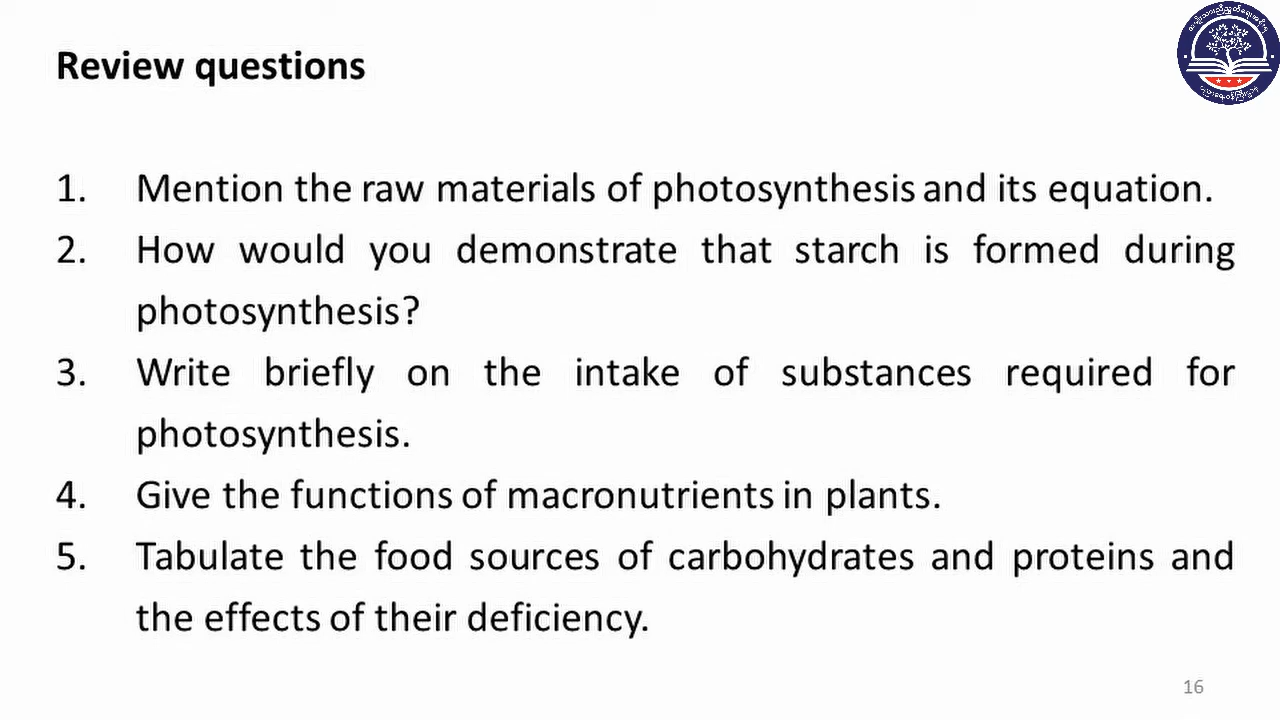 Review questions
1. Mention the raw materials of photosynthesis and its equation.
2. How would you demonstrate that starch is formed during
photosynthesis?
3. Write briefly on the intake of substances required for
photosynthesis.
4. Give the functions of macronutrients in plants.
5. Tabulate the food sources of carbohydrates and proteins and
the effects of their deficiency.
16